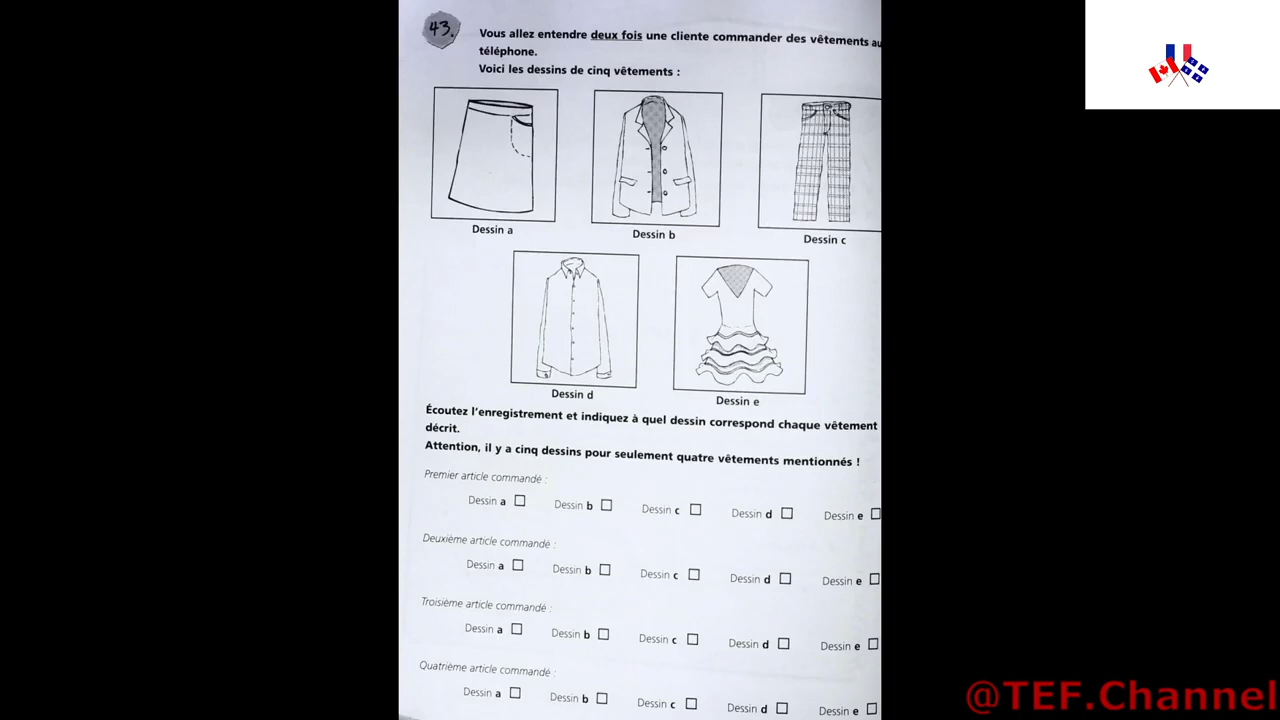 43.
Vous allez entendre deux fois une cliente commander des vêtements au
téléphone.
Voici les dessins de cinq vêtements :
Dessin a
Dessin b
Dessin c
Dessin d
Dessin e
Écoutez l'enregistrement et indiquez à quel dessin correspond chaque vêtement
décrit.
Attention, il y a cinq dessins pour seulement quatre vêtements mentionnés !
Premier article commandé :
Dessin a Dessin b Dessin c Dessin d Dessin e
Deuxième article commandé :
Dessin a Dessin b Dessin c Dessin d Dessin e
Troisième article commandé :
Dessin a Dessin b Dessin c Dessin d Dessin e
Quatrième article commandé :
Dessin a Dessin b Dessin c Dessin d Dessin e
@TEF.Channel